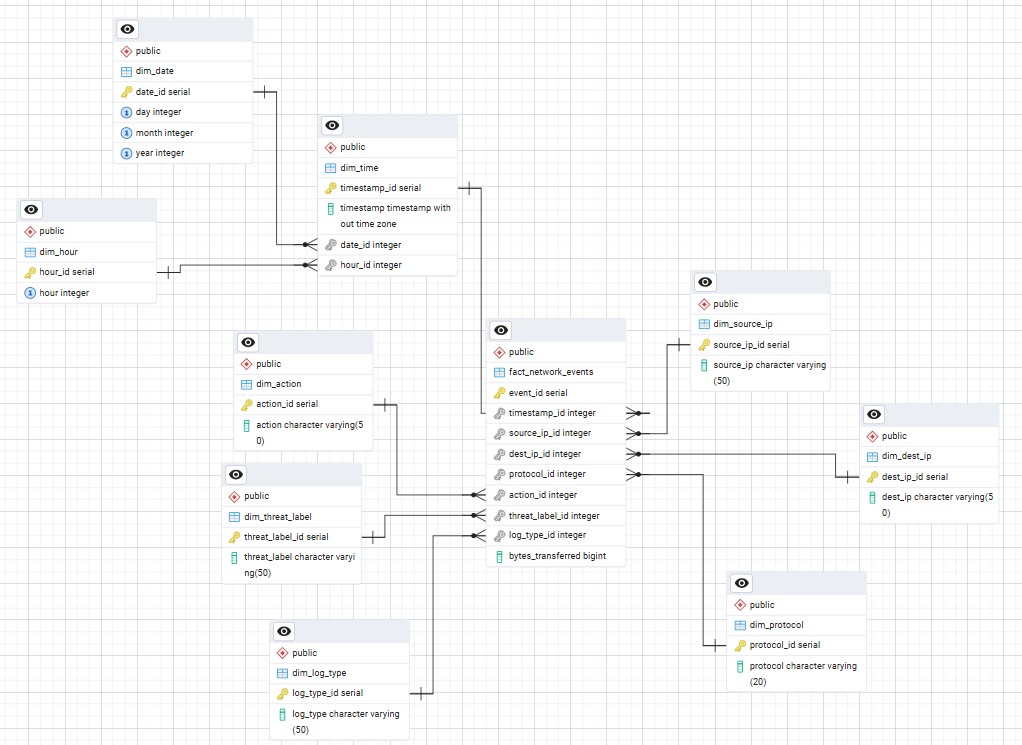 public
dim_date
date_id serial
day integer
month integer
year integer
public
dim_time
timestamp_id serial
timestamp timestamp with
out time zone
date_id integer
hour_id integer
public
dim_hour
hour_id serial
hour integer
public
dim_source_ip
source_ip_id serial
source_ip character varying
(50)
public
dim_action
action_id serial
action character varying(5
0)
public
fact_network_events
event_id serial
timestamp_id integer
source_ip_id integer
dest_ip_id integer
protocol_id integer
action_id integer
threat_label_id integer
log_type_id integer
bytes_transferred bigint
public
dim_dest_ip
dest_ip_id serial
dest_ip character varying(5
0)
public
dim_threat_label
threat_label_id serial
threat_label character varyi
ng(50)
public
dim_protocol
protocol_id serial
protocol character varying
(20)
public
dim_log_type
log_type_id serial
log_type character varying
(50)